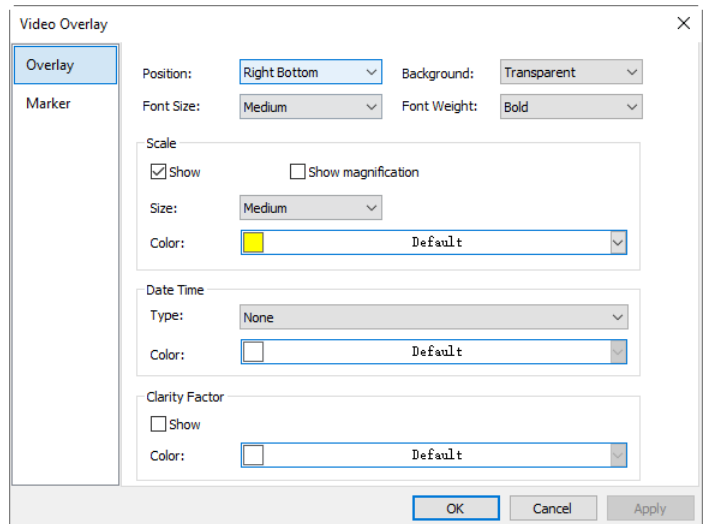 Video Overlay
Overlay
Marker
Position: Right Bottom Background: Transparent
Font Size: Medium Font Weight: Bold
Scale
Show Show magnification
Size: Medium
Color: Default
Date Time
Type: None
Color: Default
Clarity Factor
Show
Color: Default
OK Cancel Apply